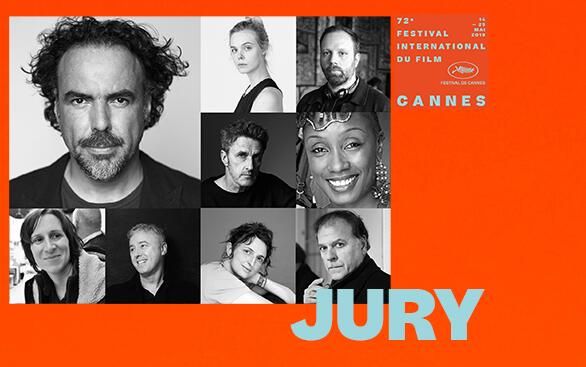 72e
FESTIVAL
INTERNATIONAL
DU FILM
14
— 25
MAI
2019
FESTIVAL DE CANNES
CANNES
JURY